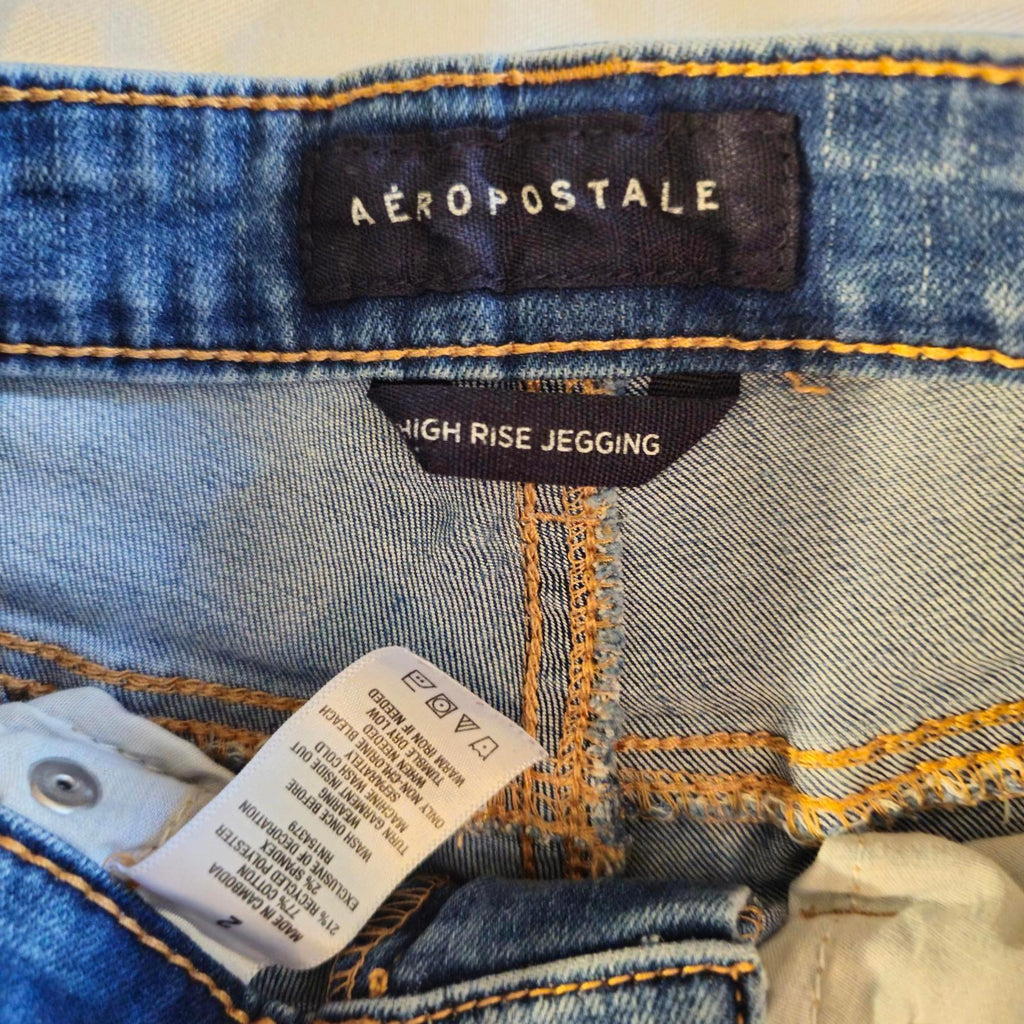 AÉROPOSTALE
HIGH RISE JEGGING
2
MADE IN CAMBODIA
77% COTTON
21% RECYCLED POLYESTER
2% SPANDEX
EXCLUSIVE OF DECORATION
RN154379
WASH ONCE BEFORE
WEARING
TURN GARMENT INSIDE OUT
MACHINE WASH COLD
SEPARATELY
ONLY NON-CHLORINE BLEACH
WHEN NEEDED
TUMBLE DRY LOW
WARM IRON IF NEEDED